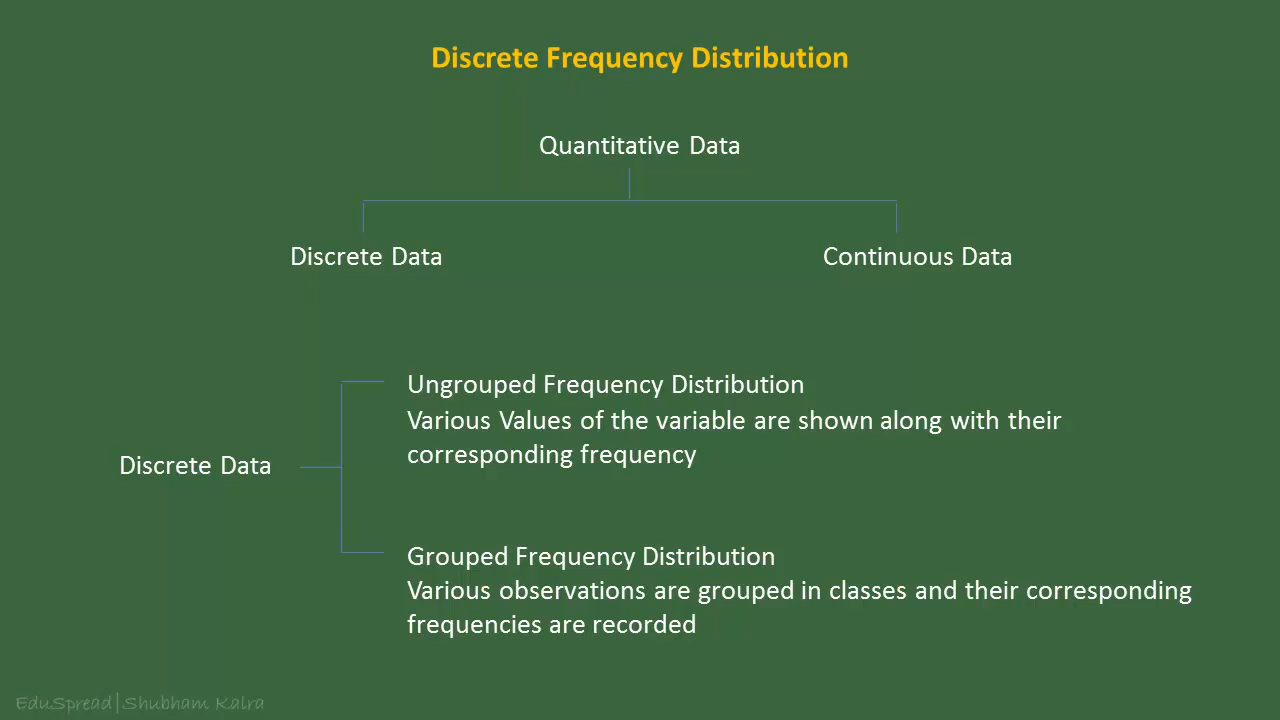 Discrete Frequency Distribution
Quantitative Data
Discrete Data
Continuous Data
Ungrouped Frequency Distribution
Various Values of the variable are shown along with their
corresponding frequency
Discrete Data
Grouped Frequency Distribution
Various observations are grouped in classes and their corresponding
frequencies are recorded
EduSpread|Shubham Kalra